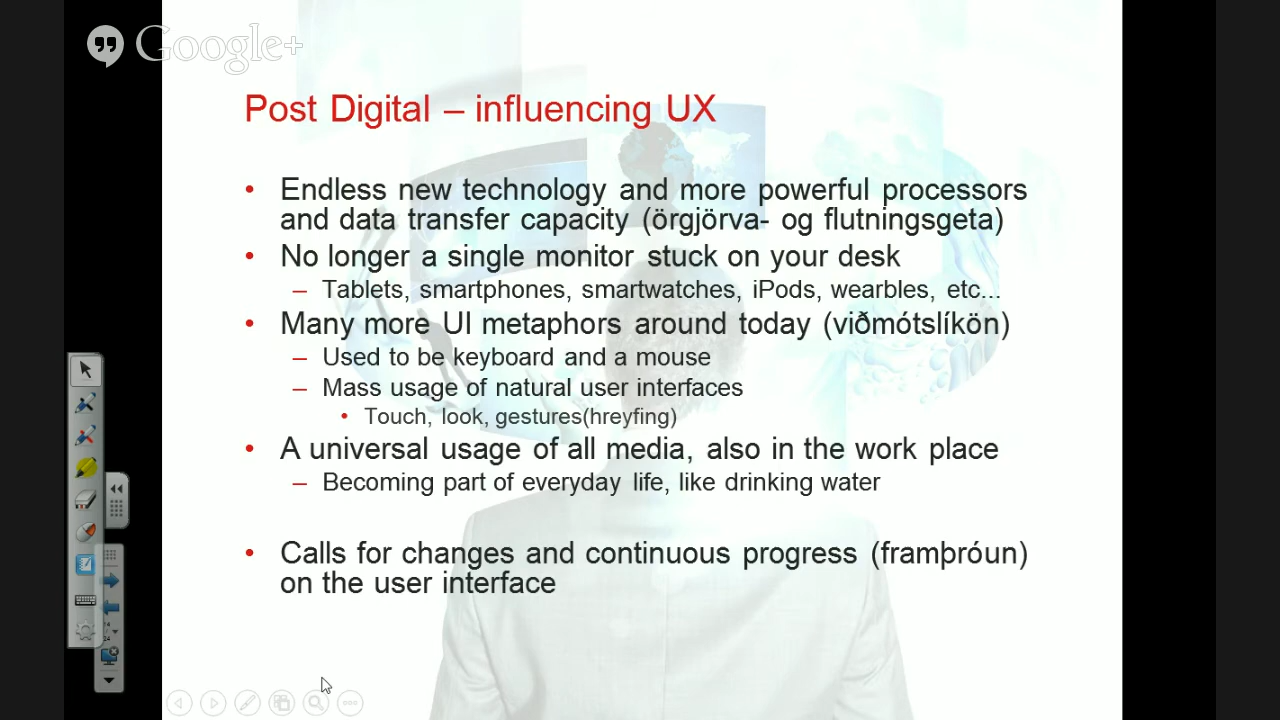 Google+
Post Digital – influencing UX
• Endless new technology and more powerful processors
and data transfer capacity (örgjörva- og flutningsgeta)
• No longer a single monitor stuck on your desk
– Tablets, smartphones, smartwatches, iPods, wearbles, etc...
• Many more UI metaphors around today (viðmótslíkön)
– Used to be keyboard and a mouse
– Mass usage of natural user interfaces
• Touch, look, gestures(hreyfing)
• A universal usage of all media, also in the work place
– Becoming part of everyday life, like drinking water
• Calls for changes and continuous progress (framþróun)
on the user interface
14
/
24